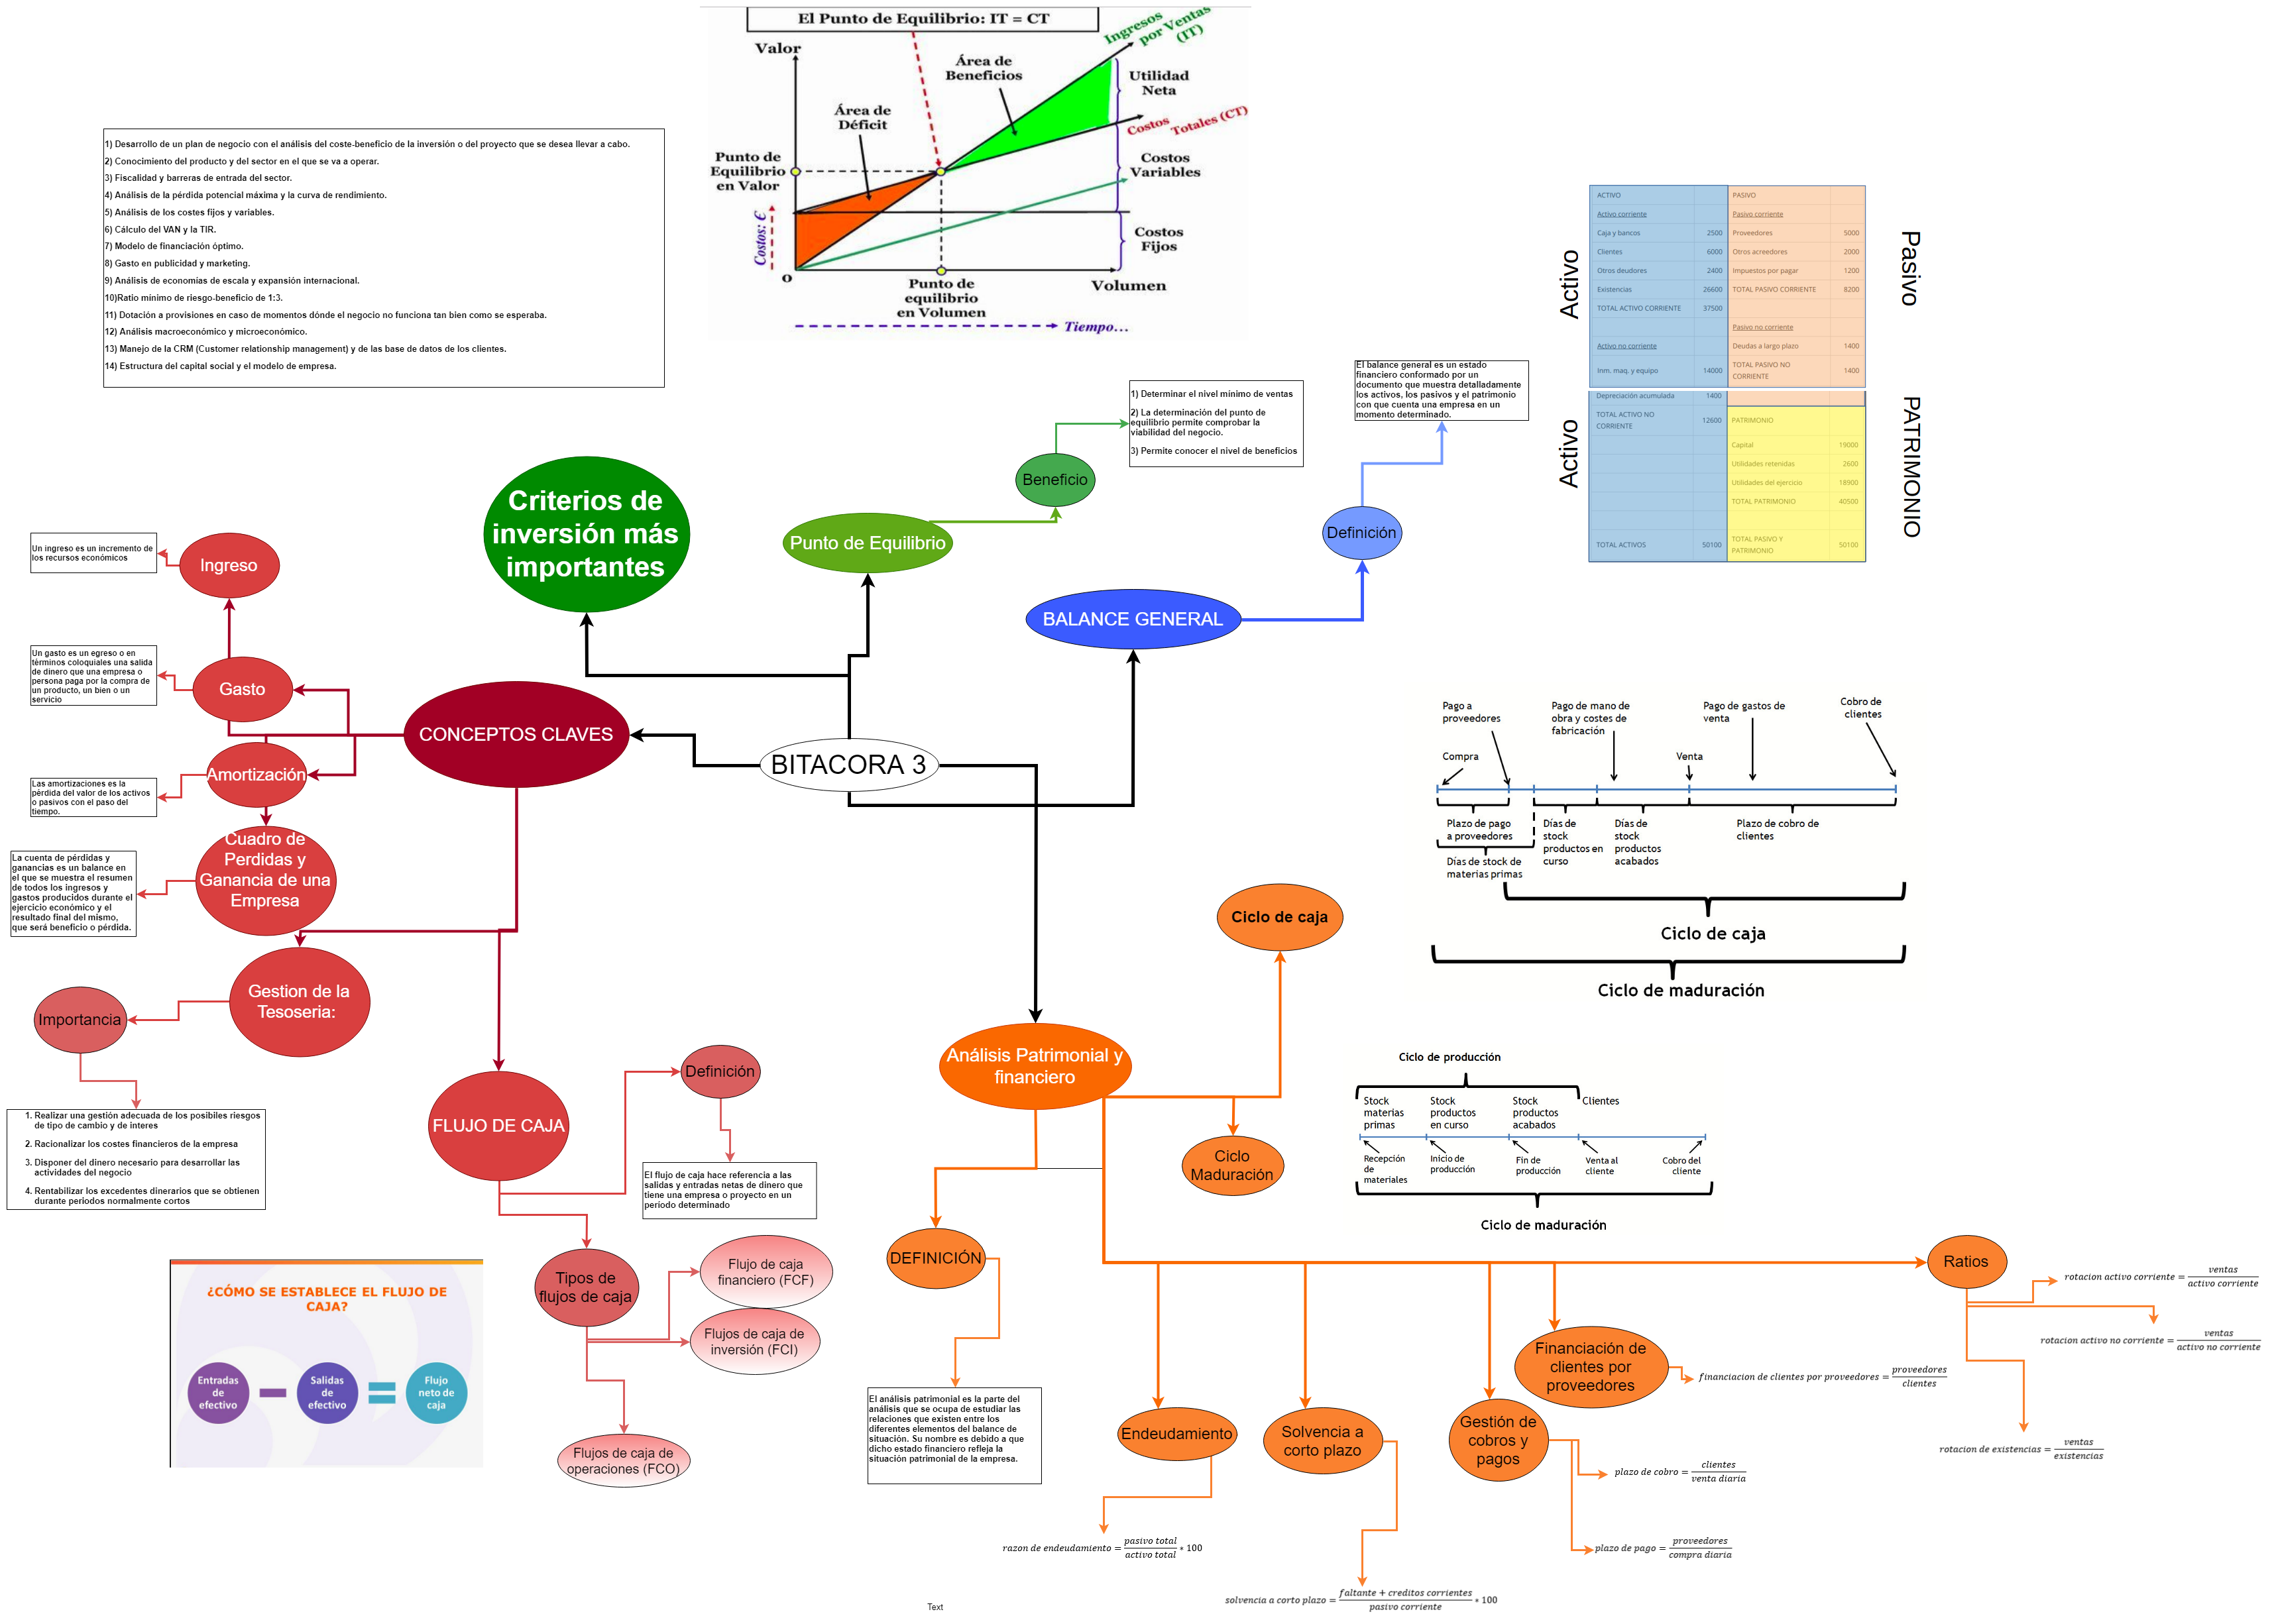 El Punto de Equilibrio: IT = CT
Valor
Ingresos
por Ventas
(IT)
Área de
Beneficios
Utilidad
Neta
Área de
Déficit
Costos
Totales (CT)
Punto de
Equilibrio
en Valor
Costos
Variables
Costos: €
Costos
Fijos
0
Punto de
equilibrio
en Volumen
Volumen
Tiempo...
1) Desarrollo de un plan de negocio con el análisis del coste-beneficio de la inversión o del proyecto que se desea llevar a cabo.
2) Conocimiento del producto y del sector en el que se va a operar.
3) Fiscalidad y barreras de entrada del sector.
4) Análisis de la pérdida potencial máxima y la curva de rendimiento.
5) Análisis de los costes fijos y variables.
6) Cálculo del VAN y la TIR.
7) Modelo de financiación óptimo.
8) Gasto en publicidad y marketing.
9) Análisis de economías de escala y expansión internacional.
10)Ratio mínimo de riesgo-beneficio de 1:3.
11) Dotación a provisiones en caso de momentos dónde el negocio no funciona tan bien como se esperaba.
12) Análisis macroeconómico y microeconómico.
13) Manejo de la CRM (Customer relationship management) y de las base de datos de los clientes.
14) Estructura del capital social y el modelo de empresa.
Activo
Activo
Pasivo
PATRIMONIO
ACTIVO PASIVO
Activo corriente Pasivo corriente
Caja y bancos 2500 Proveedores 5000
Clientes 6000 Otros acreedores 2000
Otros deudores 2400 Impuestos por pagar 1200
Existencias 26600 TOTAL PASIVO CORRIENTE 8200
TOTAL ACTIVO CORRIENTE 37500
Pasivo no corriente
Activo no corriente Deudas a largo plazo 1400
Inm. maq. y equipo 14000 TOTAL PASIVO NO
CORRIENTE 1400
Depreciación acumulada 1400
TOTAL ACTIVO NO
CORRIENTE 12600 PATRIMONIO
Capital 19000
Utilidades retenidas 2600
Utilidades del ejercicio 18900
TOTAL PATRIMONIO 40500
TOTAL ACTIVOS 50100 TOTAL PASIVO Y
PATRIMONIO 50100
El balance general es un estado
financiero conformado por un
documento que muestra detalladamente
los activos, los pasivos y el patrimonio
con que cuenta una empresa en un
momento determinado.
1) Determinar el nivel mínimo de ventas
2) La determinación del punto de
equilibrio permite comprobar la
viabilidad del negocio.
3) Permite conocer el nivel de beneficios
Beneficio
Criterios de
inversión más
importantes
Punto de Equilibrio
Definición
BALANCE GENERAL
Un ingreso es un incremento de
los recursos económicos
Ingreso
Un gasto es un egreso o en
términos coloquiales una salida
de dinero que una empresa o
persona paga por la compra de
un producto, un bien o un
servicio
Gasto
CONCEPTOS CLAVES
BITACORA 3
Las amortizaciones es la
pérdida del valor de los activos
o pasivos con el paso del
tiempo.
Amortización
La cuenta de pérdidas y
ganancias es un balance en
el que se muestra el resumen
de todos los ingresos y
gastos producidos durante el
ejercicio económico y el
resultado final del mismo,
que será beneficio o pérdida.
Cuadro de
Perdidas y
Ganancia de una
Empresa
Gestion de la
Tesoseria:
Importancia
1. Realizar una gestión adecuada de los posibiles riesgos
de tipo de cambio y de interes
2. Racionalizar los costes financieros de la empresa
3. Disponer del dinero necesario para desarrollar las
actividades del negocio
4. Rentabilizar los excedentes dinerarios que se obtienen
durante periodos normalmente cortos
FLUJO DE CAJA
Definición
El flujo de caja hace referencia a las
salidas y entradas netas de dinero que
tiene una empresa o proyecto en un
período determinado
Tipos de
flujos de caja
Flujo de caja
financiero (FCF)
Flujos de caja de
inversión (FCI)
Flujos de caja de
operaciones (FCO)
¿CÓMO SE ESTABLECE EL FLUJO DE
CAJA?
Entradas
de
efectivo
Salidas
de
efectivo
Flujo
neto de
caja
Pago a
proveedores
Pago de mano de
obra y costes de
fabricación
Pago de gastos de
venta
Cobro de
clientes
Compra
Venta
Plazo de pago
a proveedores
Días de
stock
productos en
curso
Días de
stock
productos
acabados
Plazo de cobro de
clientes
Días de stock de
materias primas
Ciclo de caja
Ciclo de maduración
Ciclo de caja
Análisis Patrimonial y
financiero
Ciclo
Maduración
Ciclo de producción
Stock
materias
primas
Stock
productos
en curso
Stock
productos
acabados
Clientes
Recepción
de
materiales
Inicio de
producción
Fin de
producción
Venta al
cliente
Cobro del
cliente
Ciclo de maduración
DEFINICIÓN
El análisis patrimonial es la parte del
análisis que se ocupa de estudiar las
relaciones que existen entre los
diferentes elementos del balance de
situación. Su nombre es debido a que
dicho estado financiero refleja la
situación patrimonial de la empresa.
Endeudamiento
razon de endeudamiento = pasivo total / activo total * 100
Solvencia a
corto plazo
solvencia a corto plazo = faltante + creditos corrientes / pasivo corriente * 100
Gestión de
cobros y
pagos
plazo de cobro = clientes / venta diaria
plazo de pago = proveedores / compra diaria
Financiación de
clientes por
proveedores
financiacion de clientes por proveedores = proveedores / clientes
Ratios
rotacion activo corriente = ventas / activo corriente
rotacion activo no corriente = ventas / activo no corriente
rotacion de existencias = ventas / existencias
Text